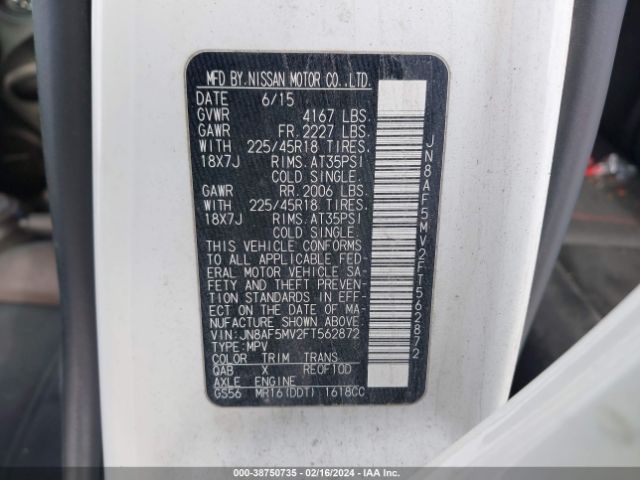 MFD BY.NISSAN MOTOR CO.,LTD.
DATE 6/15
GVWR 4167 LBS.
GAWR FR. 2227 LBS.
WITH 225/45R18 TIRES.
18X7J RIMS. AT35PSI
COLD SINGLE.
GAWR RR. 2006 LBS.
WITH 225/45R18 TIRES.
18X7J RIMS. AT35PSI
COLD SINGLE.
THIS VEHICLE CONFORMS
TO ALL APPLICABLE FED-
ERAL MOTOR VEHICLE SA-
FETY AND THEFT PREVEN-
TION STANDARDS IN EFF-
ECT ON THE DATE OF MA-
NUFACTURE SHOWN ABOVE.
VIN:JN8AF5MV2FT562872
TYPE:MPV
COLOR TRIM TRANS
QAB X RE0F10D
AXLE ENGINE
GS56 MR16(DDT) 1618CC
JN8AF5MV2FT562872
000-38750735 - 02/16/2024 - IAA Inc.